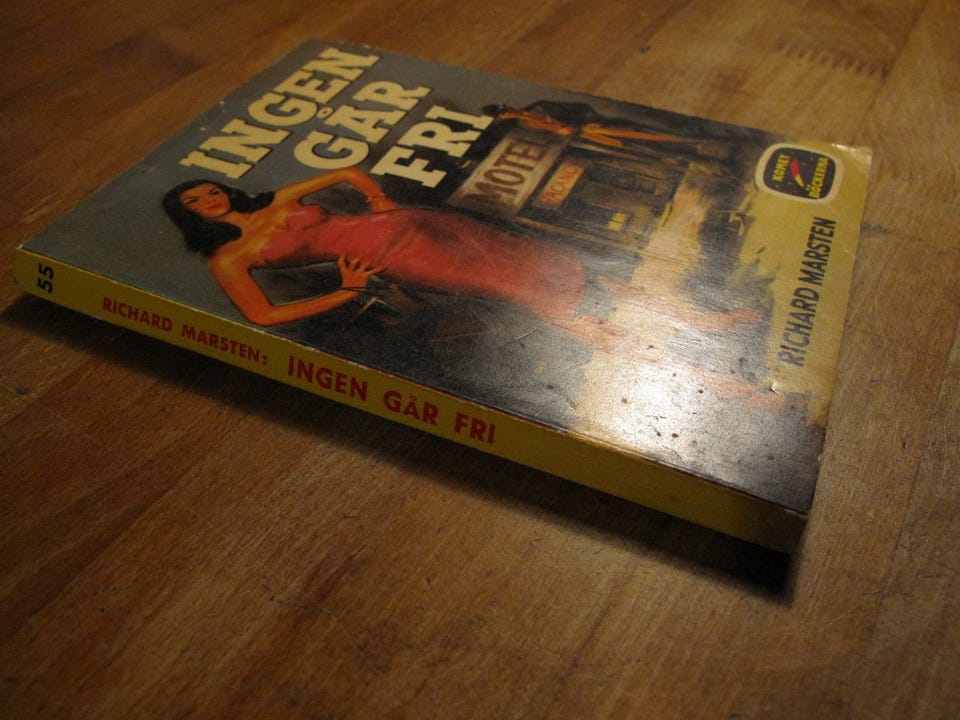 INGEN
GÅR
FRI
MOTEL
VACANCY
KOMET
BÖCKERNA
RICHARD MARSTEN
55
RICHARD MARSTEN: INGEN GÅR FRI